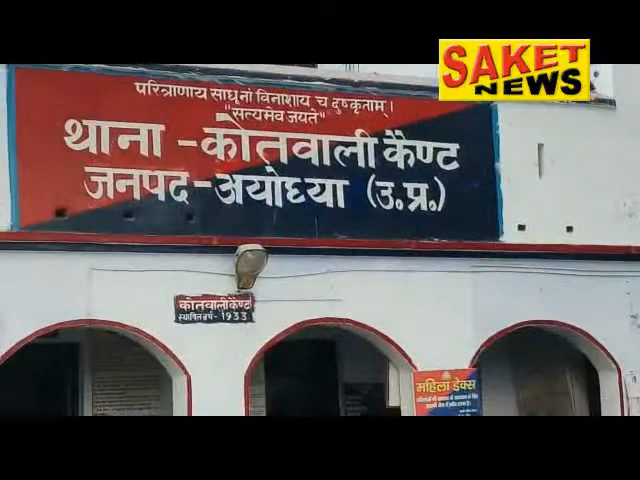 SAKET
NEWS
परित्राणाय साधूनां विनाशाय च दुष्कृताम्।
"सत्यमेव जयते"
थाना - कोतवाली कैण्ट
जनपद - अयोध्या (उ.प्र.)
कोतवाली कैण्ट
स्थापित वर्ष - 1933
महिला डेक्स